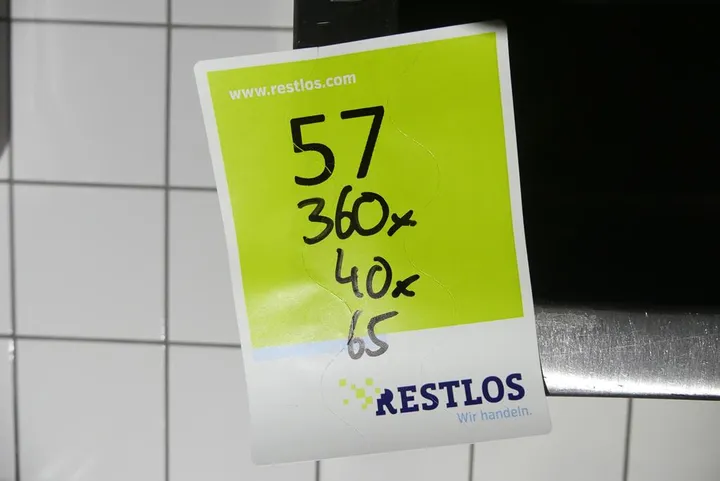 www.restlos.com
57
360x
40x
65
RESTLOS
Wir handeln.